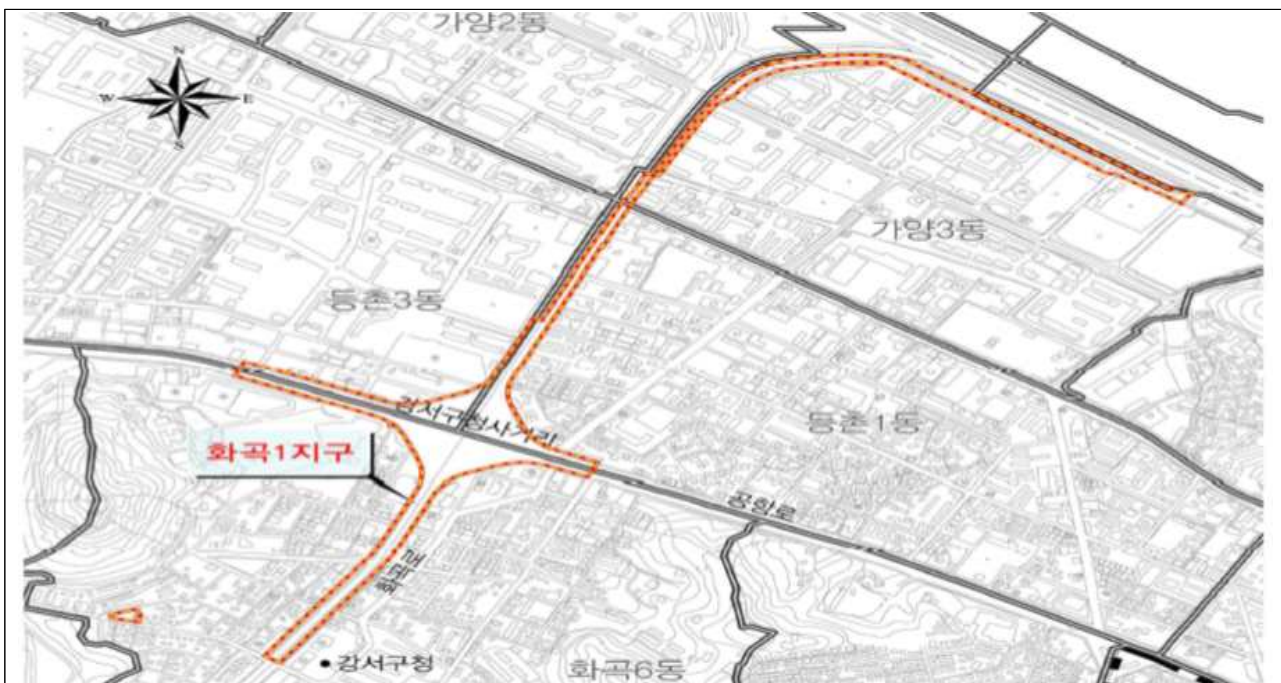 가양2동
N
W E
S
가양3동
등촌3동
강서구청사거리
등촌1동
화곡1지구
공항로
화곡로
강서구청
화곡6동